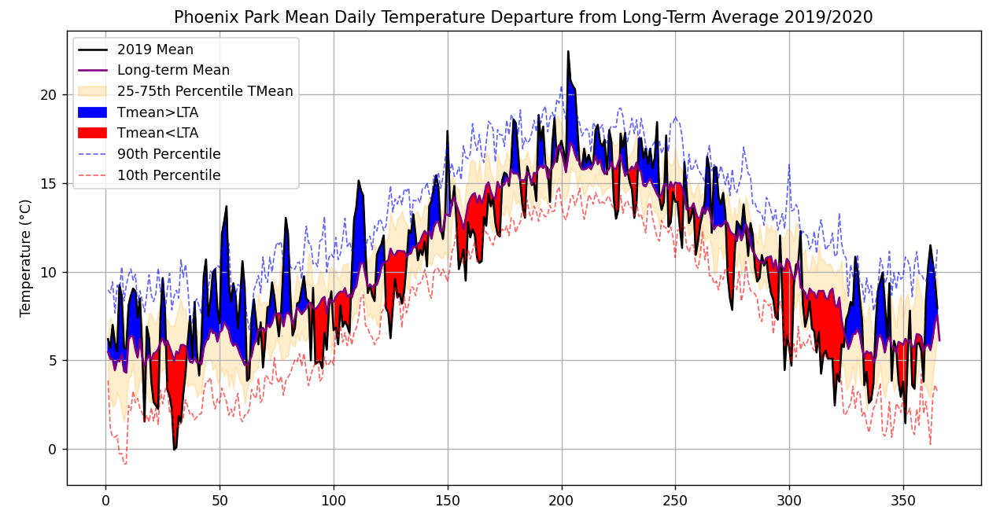 Phoenix Park Mean Daily Temperature Departure from Long-Term Average 2019/2020
2019 Mean
Long-term Mean
25-75th Percentile TMean
Tmean>LTA
Tmean<LTA
90th Percentile
10th Percentile
Temperature (°C)
20
15
10
5
0
0 50 100 150 200 250 300 350